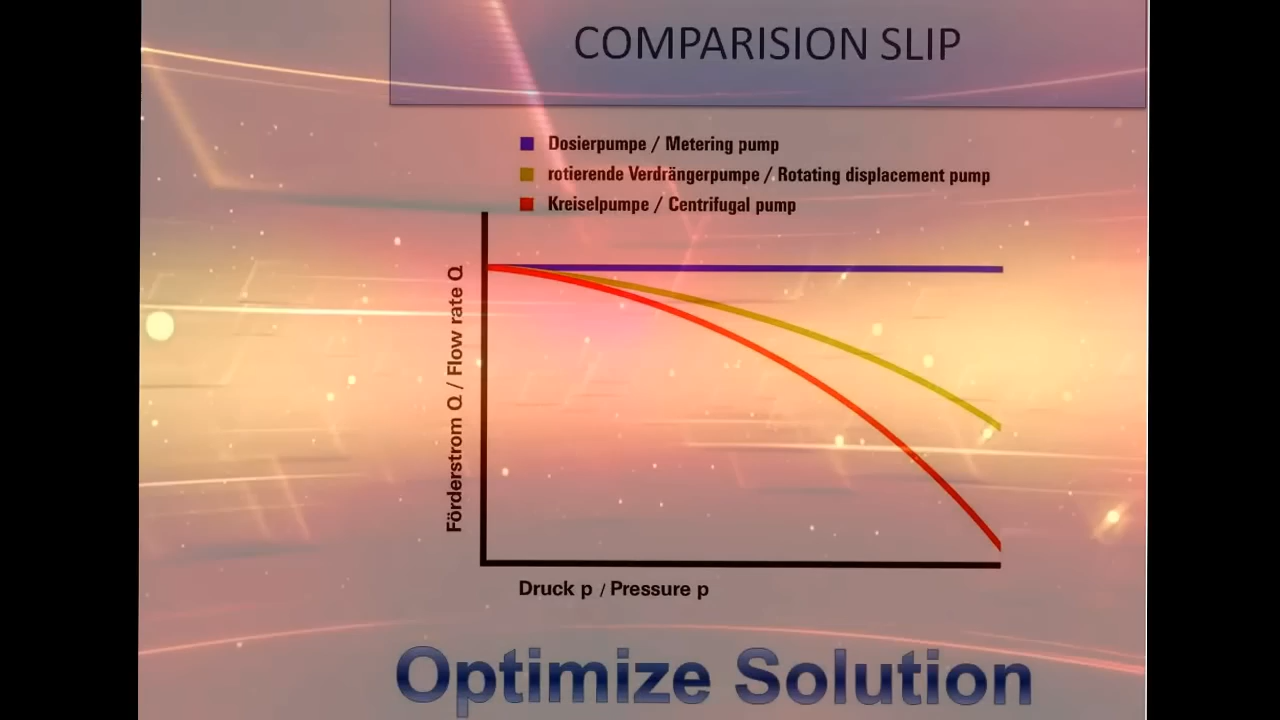 COMPARISION SLIP
Dosierpumpe / Metering pump
rotierende Verdrängerpumpe / Rotating displacement pump
Kreiselpumpe / Centrifugal pump
Förderstrom Q / Flow rate Q
Druck p / Pressure p
Optimize Solution